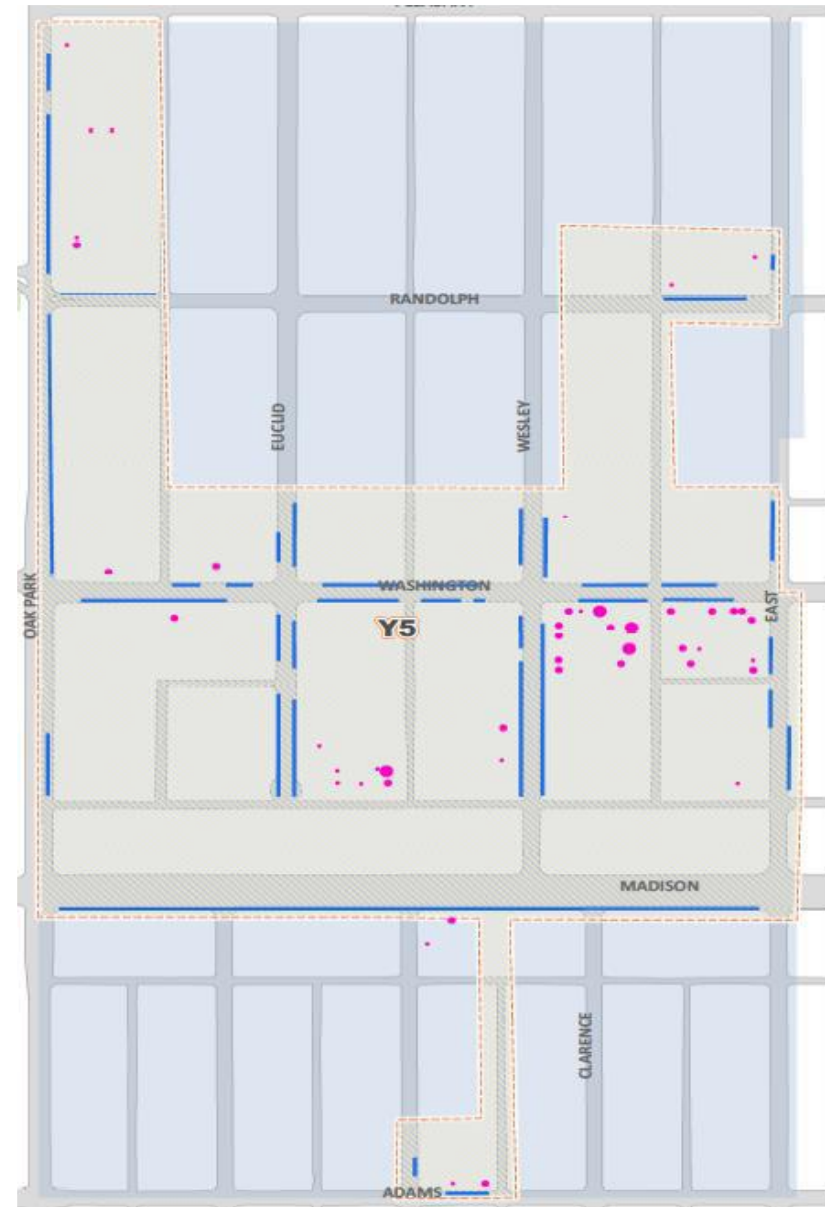 RANDOLPH
EUCLID
WESLEY
WASHINGTON
OAK PARK
EAST
Y5
MADISON
CLARENCE
ADAMS